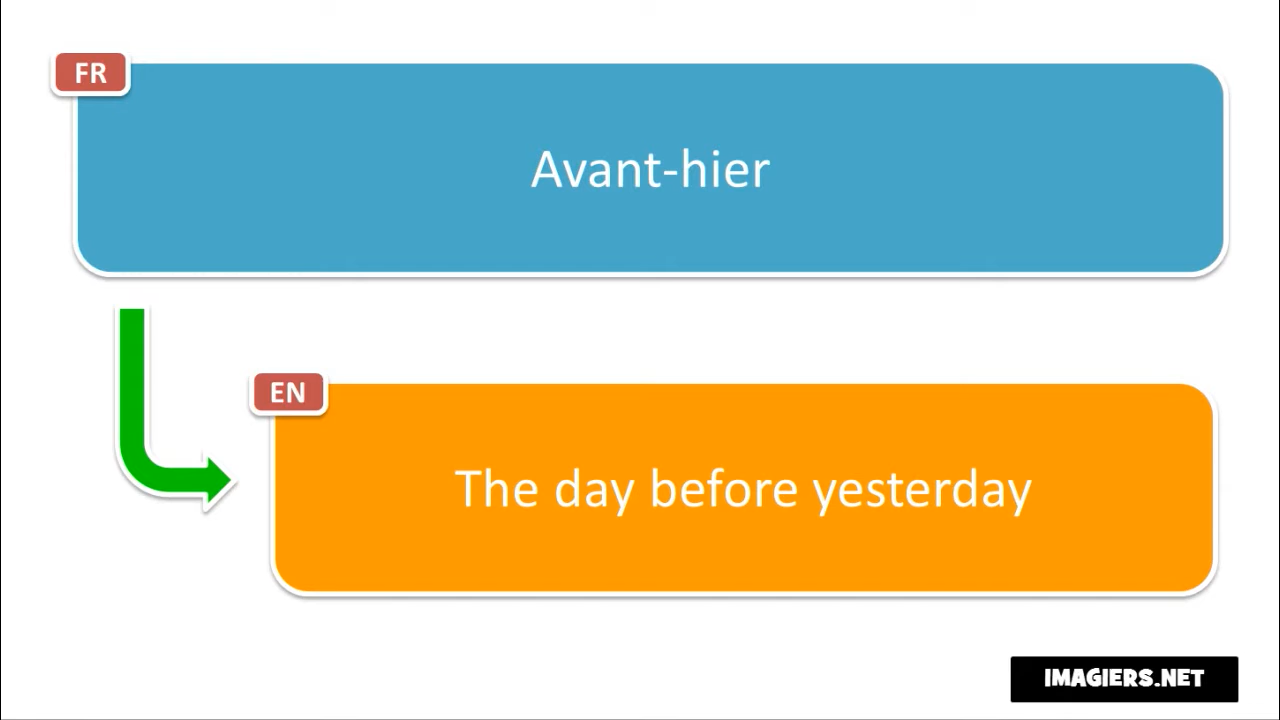 FR
Avant-hier
EN
The day before yesterday
IMAGIERS.NET